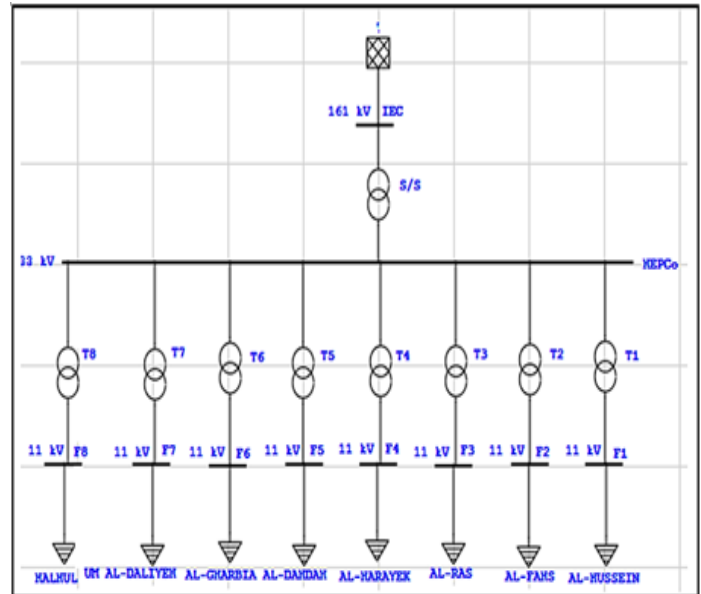 161 kV IEC
S/S
33 kV
HEPCo
T8 T7 T6 T5 T4 T3 T2 T1
11 kV F8 11 kV F7 11 kV F6 11 kV F5 11 kV F4 11 kV F3 11 kV F2 11 kV F1
HALHUL UM AL-DALIYEH AL-GHARBIA AL-DAHDAH AL-HARAYEK AL-RAS AL-FAHS AL-HUSSEIN